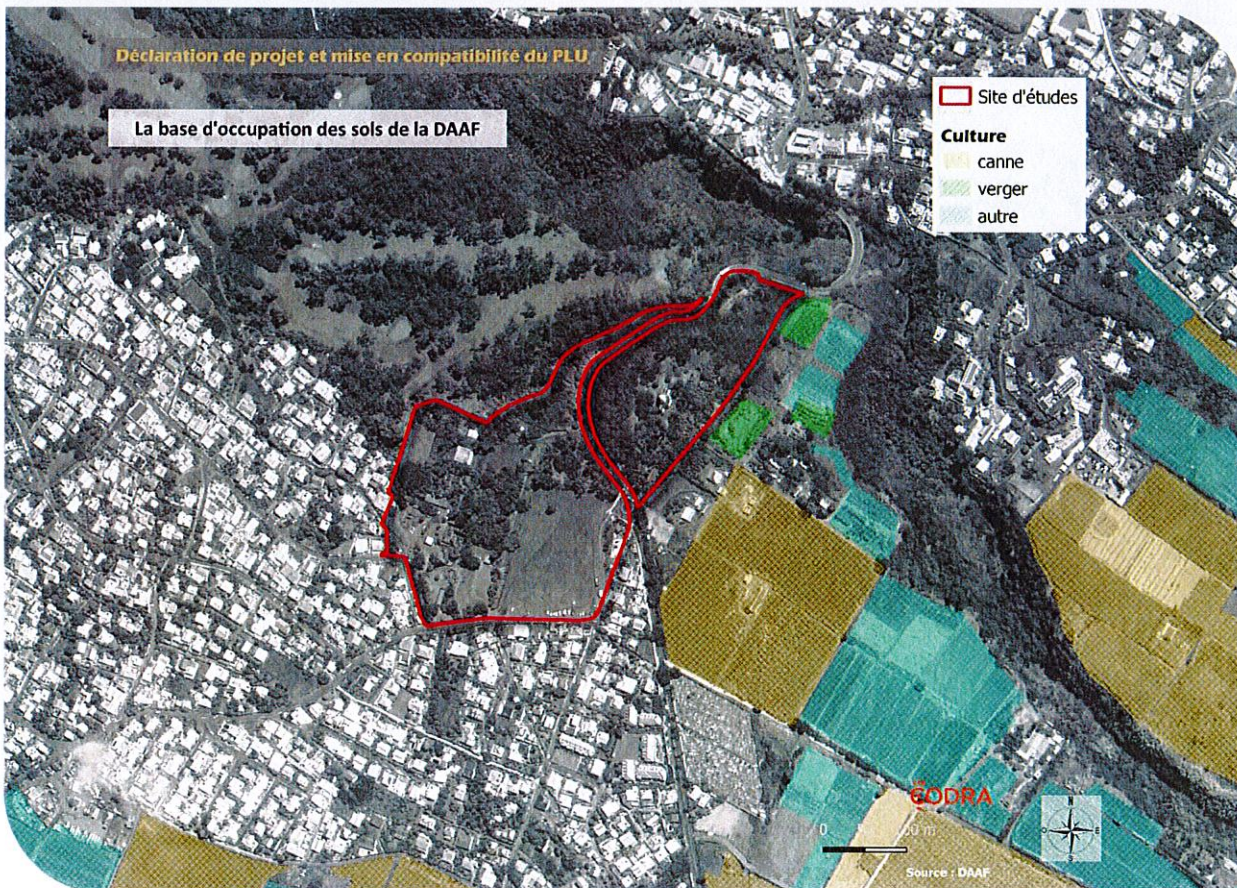 Déclaration de projet et mise en compatibilité du PLU
La base d'occupation des sols de la DAAF
Site d'études
Culture
canne
verger
autre
CODRA
0
m
N
O
E
S
Source : DAAF